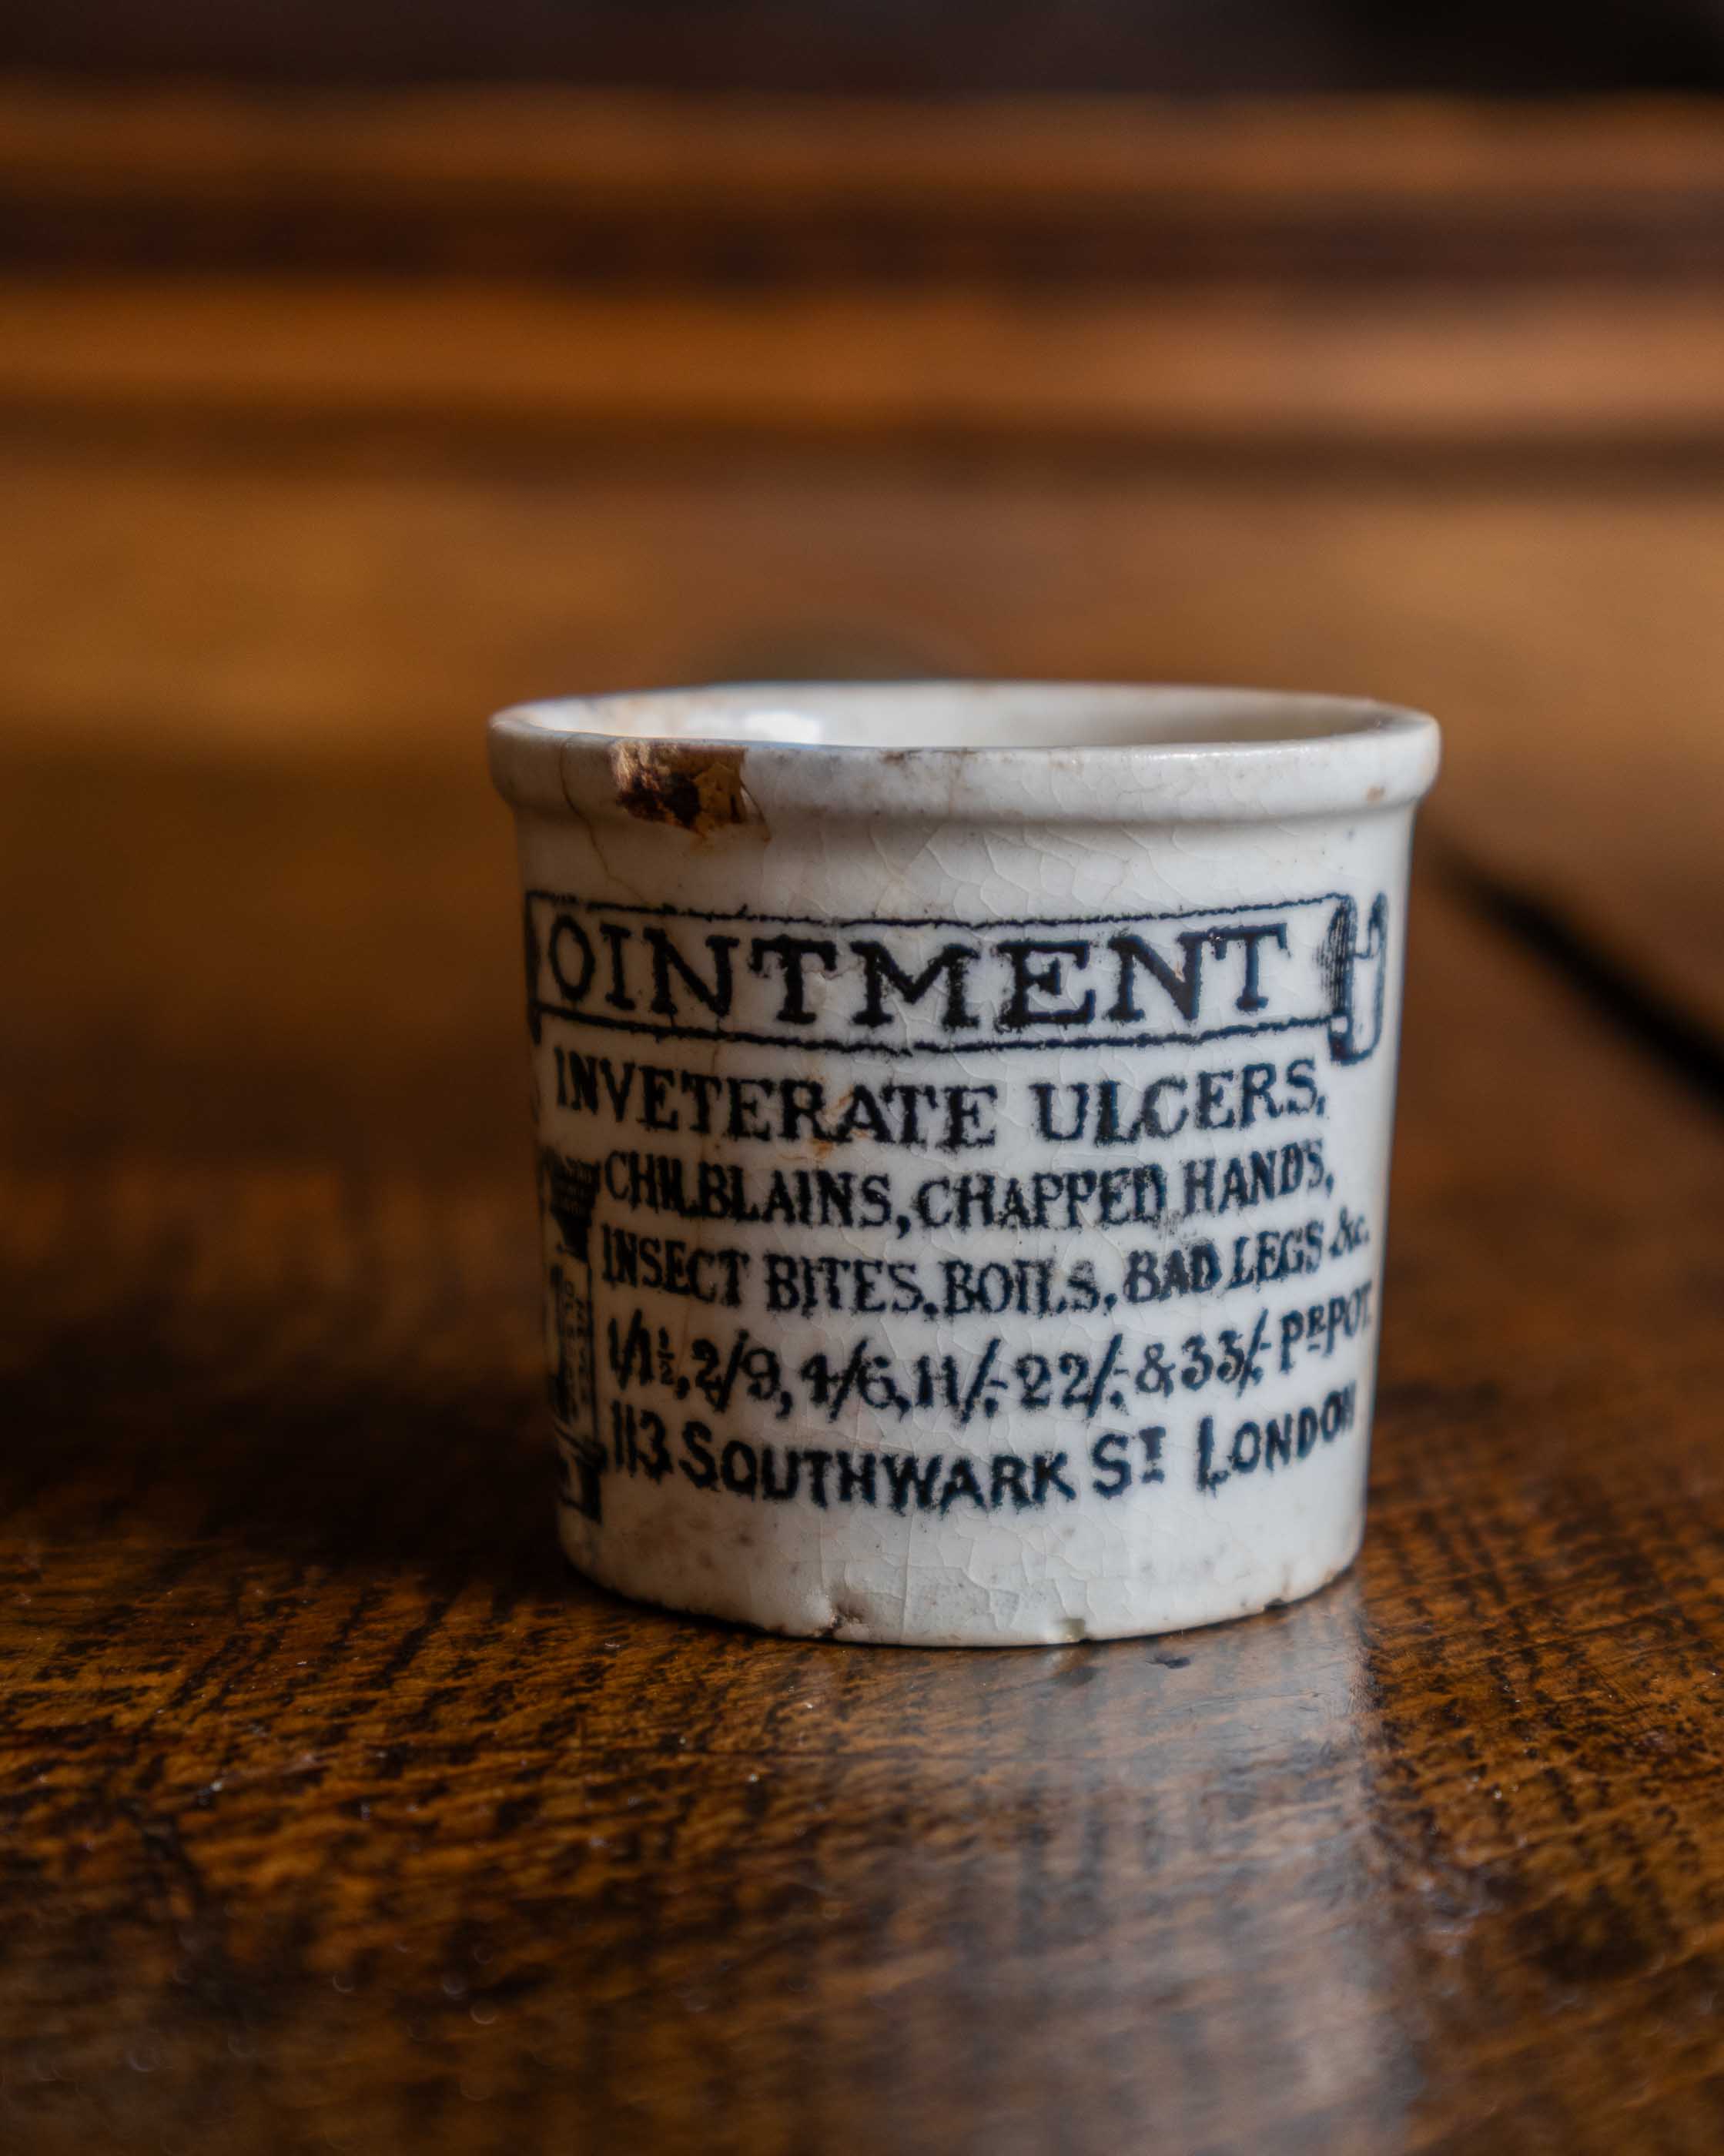 OINTMENT
INVETERATE ULCERS,
CHILBLAINS, CHAPPED HANDS,
INSECT BITES, BOILS, BAD LEGS &c.
1/1½, 2/9, 4/6, 11/-, 22/-, & 33/- PR POT.
113 SOUTHWARK ST LONDON